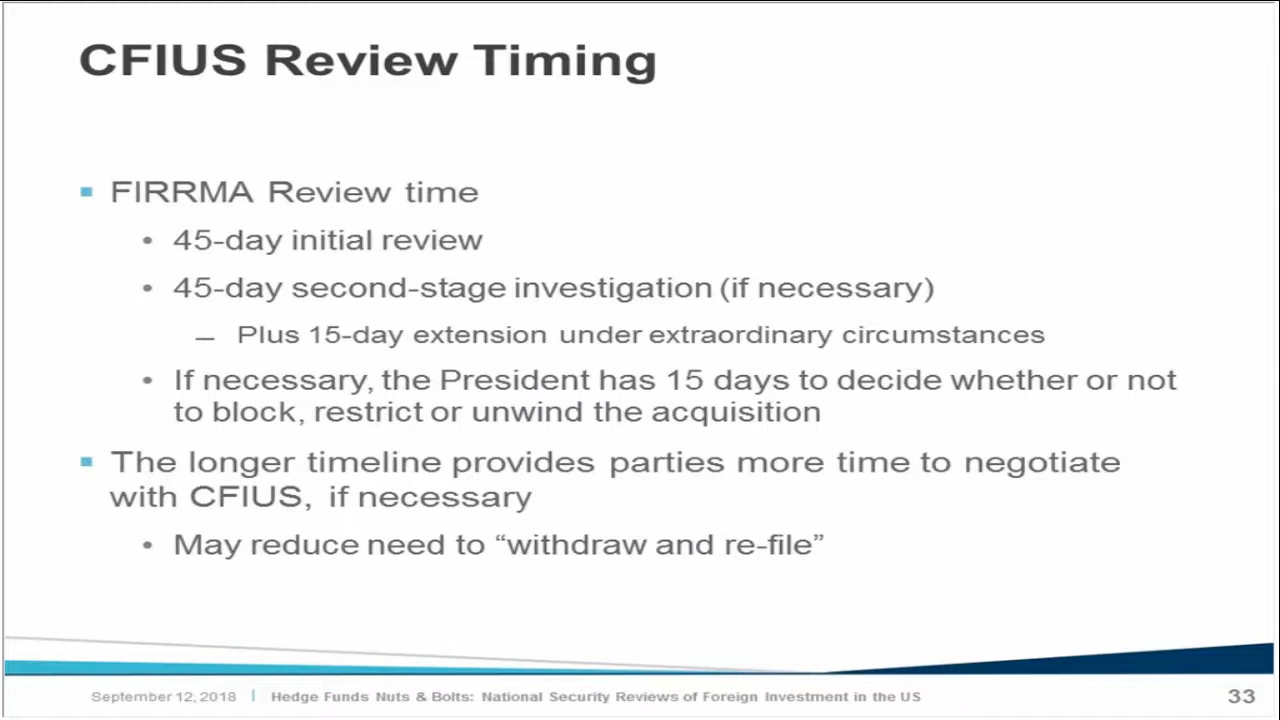 CFIUS Review Timing
▪ FIRRMA Review time
• 45-day initial review
• 45-day second-stage investigation (if necessary)
– Plus 15-day extension under extraordinary circumstances
• If necessary, the President has 15 days to decide whether or not
to block, restrict or unwind the acquisition
▪ The longer timeline provides parties more time to negotiate
with CFIUS, if necessary
• May reduce need to “withdraw and re-file”
September 12, 2018 | Hedge Funds Nuts & Bolts: National Security Reviews of Foreign Investment in the US 33